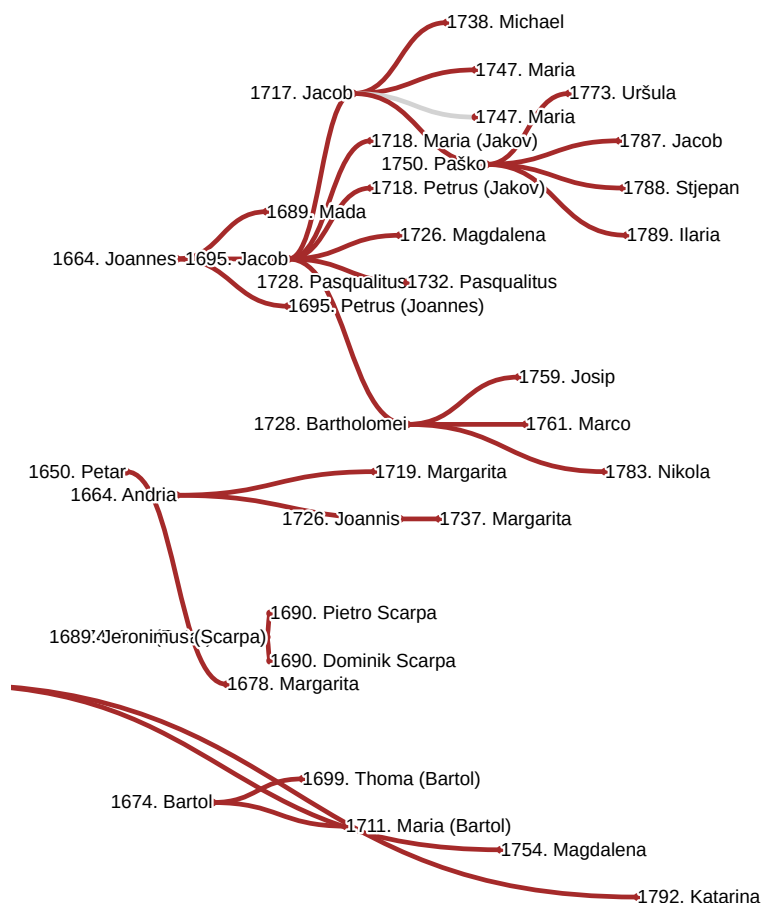 1738. Michael
1747. Maria
1717. Jacob
1773. Uršula
1747. Maria
1718. Maria (Jakov)
1787. Jacob
1750. Paško
1718. Petrus (Jakov)
1788. Stjepan
1689. Mada
1726. Magdalena
1789. Ilaria
1664. Joannes
1695. Jacob
1728. Pasqualitus
1732. Pasqualitus
1695. Petrus (Joannes)
1759. Josip
1728. Bartholomei
1761. Marco
1650. Petar
1719. Margarita
1783. Nikola
1664. Andria
1726. Joannis
1737. Margarita
1690. Pietro Scarpa
Jeronimus (Scarpa)
1690. Dominik Scarpa
1678. Margarita
1699. Thoma (Bartol)
1674. Bartol
1711. Maria (Bartol)
1754. Magdalena
1792. Katarina